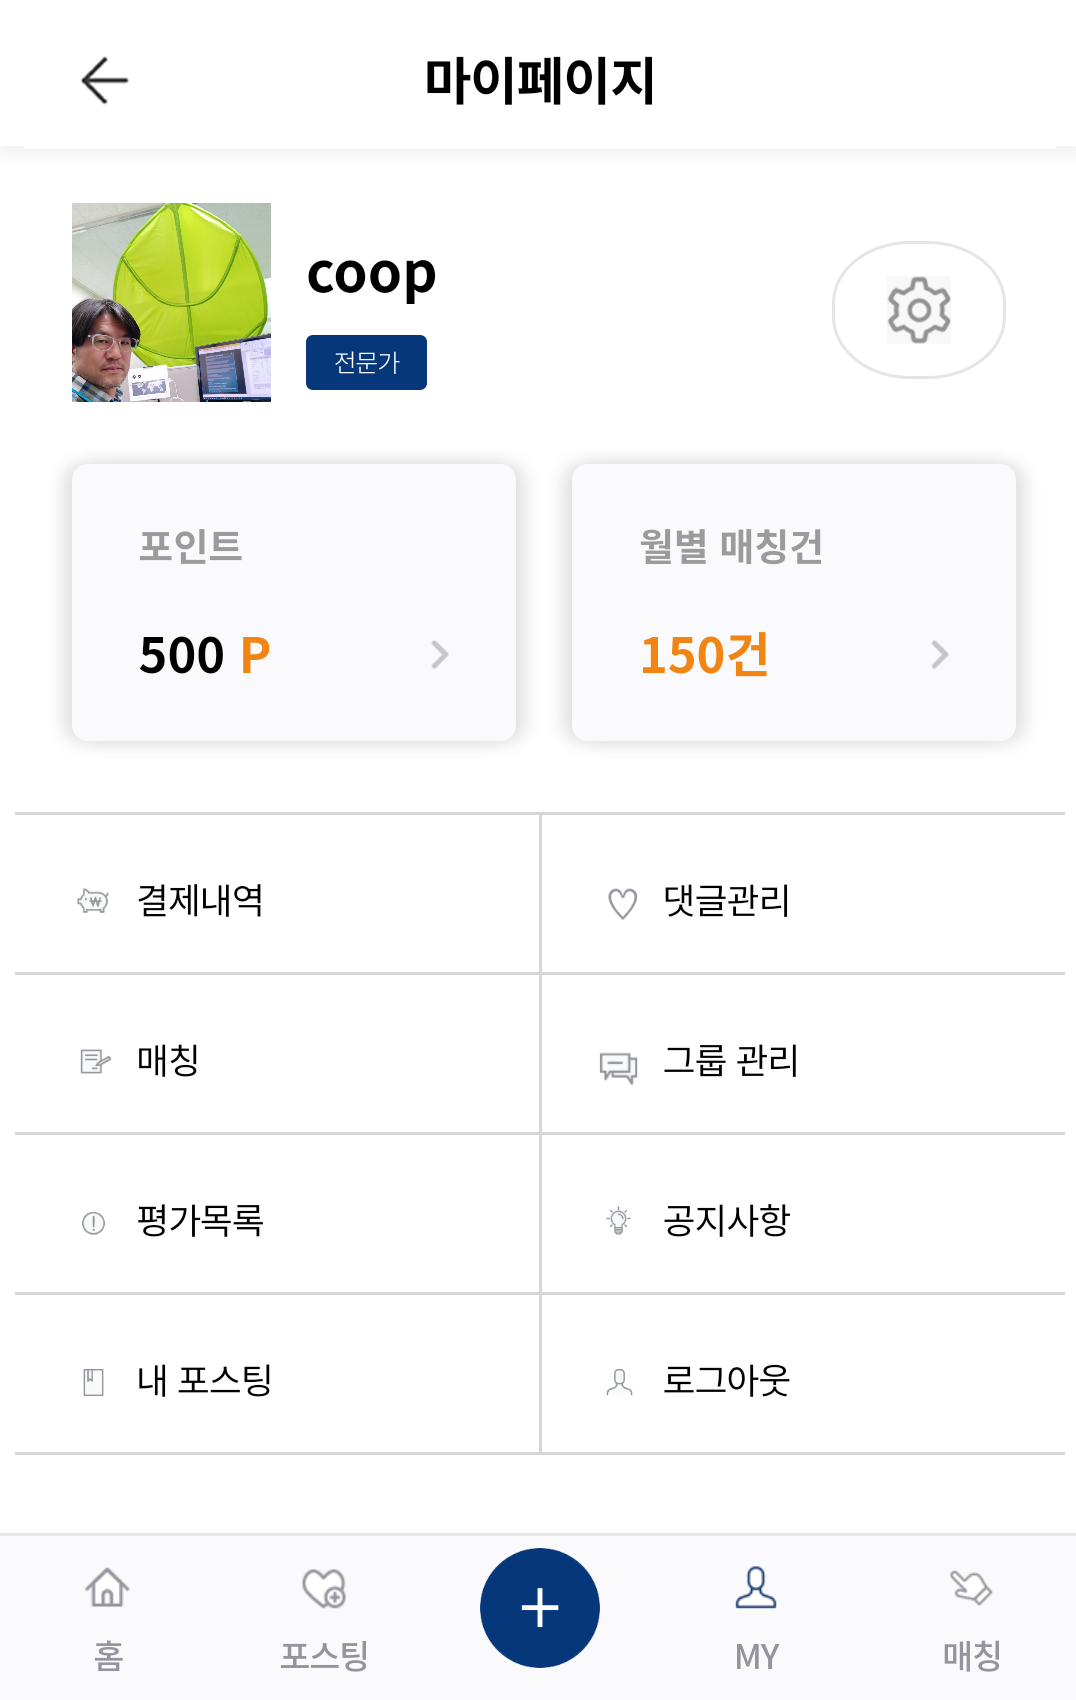 마이페이지
coop
전문가
포인트
월별 매칭건
500 P
150건
결제내역
댓글관리
매칭
그룹 관리
평가목록
공지사항
내 포스팅
로그아웃
홈
포스팅
MY
매칭